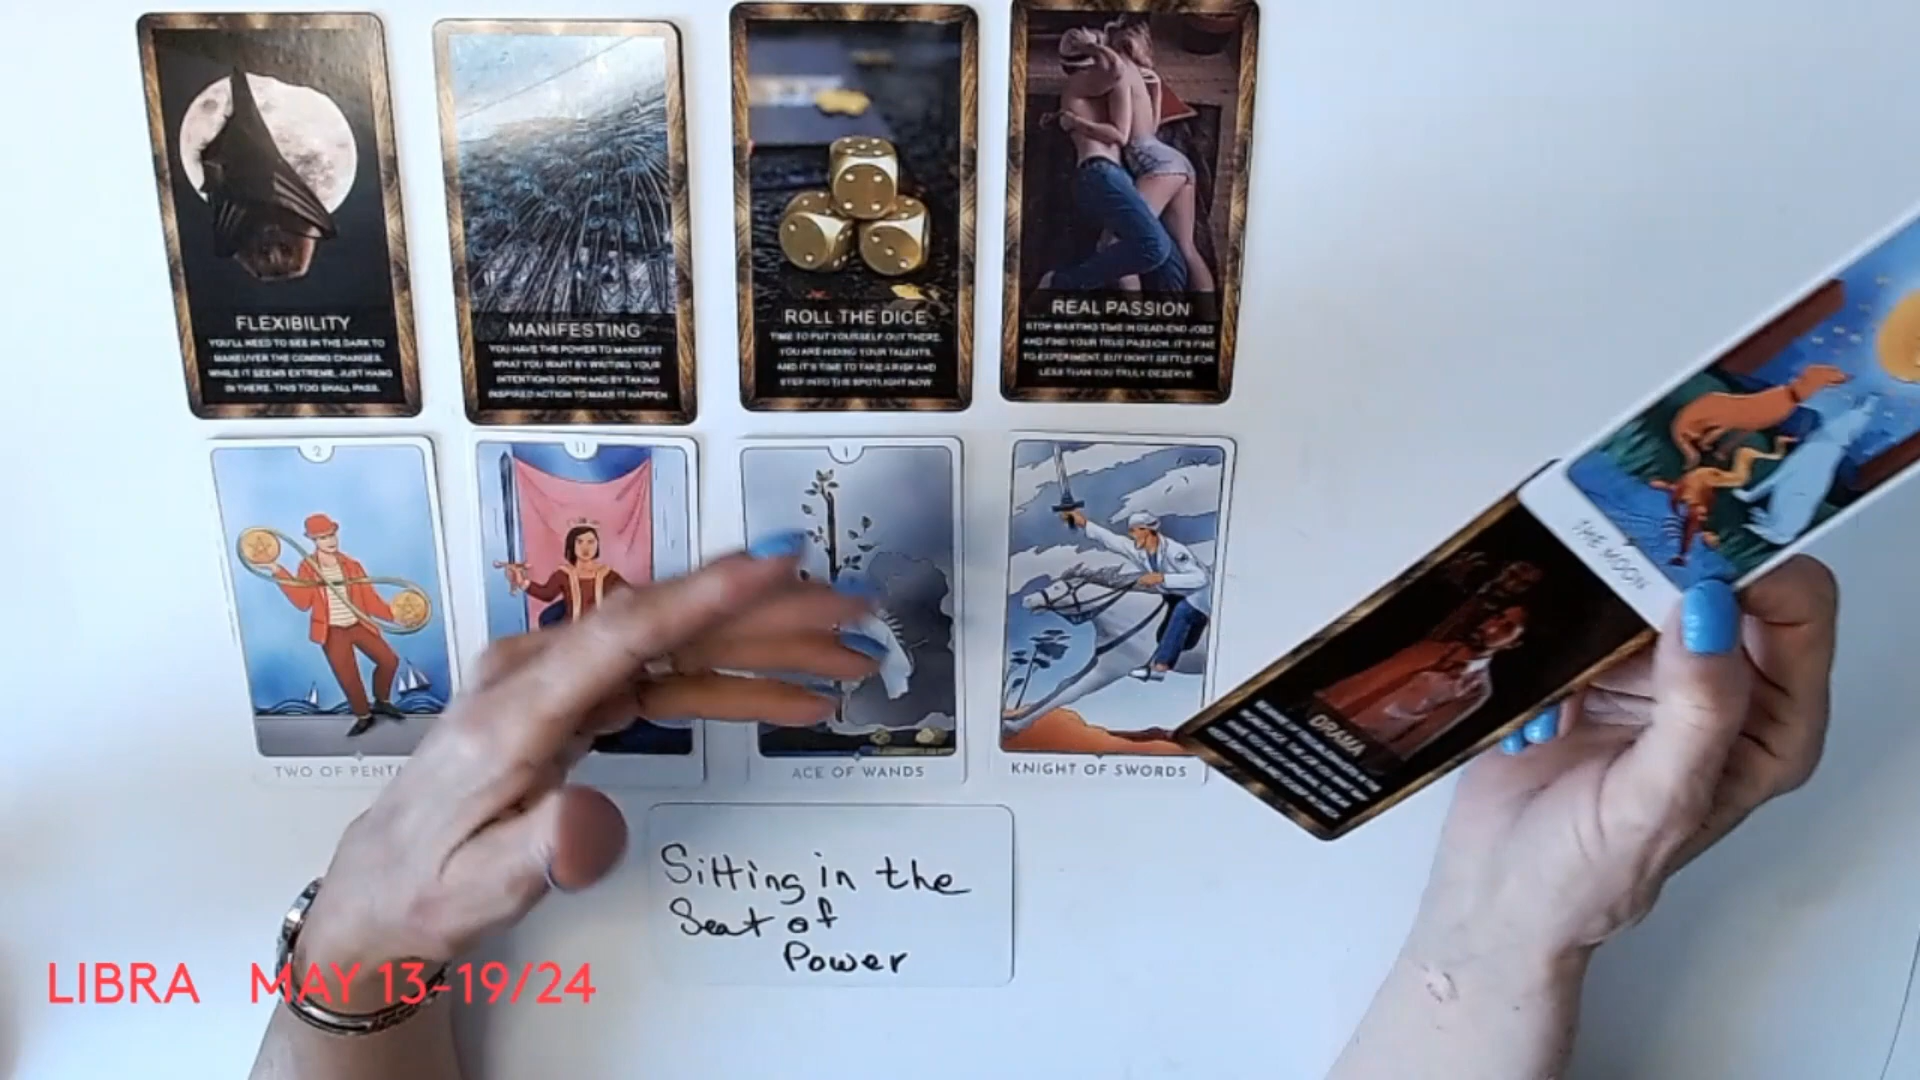 FLEXIBILITY
YOU'LL NEED TO SEE IN THE DARK TO
MANEUVER THE COMING CHANGES.
WHILE IT SEEMS EXTREME, JUST HANG
IN THERE. THIS TOO SHALL PASS.
MANIFESTING
YOU HAVE THE POWER TO MANIFEST
WHAT YOU WANT BY WRITING YOUR
INTENTIONS DOWN AND BY TAKING
INSPIRED ACTION TO MAKE IT HAPPEN
ROLL THE DICE
TIME TO PUT YOURSELF OUT THERE.
YOU ARE HIDING YOUR TALENTS,
AND IT'S TIME TO TAKE A RISK AND
STEP INTO THE SPOTLIGHT NOW
REAL PASSION
STOP WASTING TIME IN DEAD-END JOBS
AND FIND YOUR TRUE PASSION. IT'S FINE
TO EXPERIMENT, BUT DON'T SETTLE FOR
LESS THAN YOU TRULY DESERVE
2
TWO OF PENTA
II
I
ACE OF WANDS
KNIGHT OF SWORDS
THE MOON
DRAMA
Sitting in the
Seat of
Power
LIBRA MAY 13-19/24